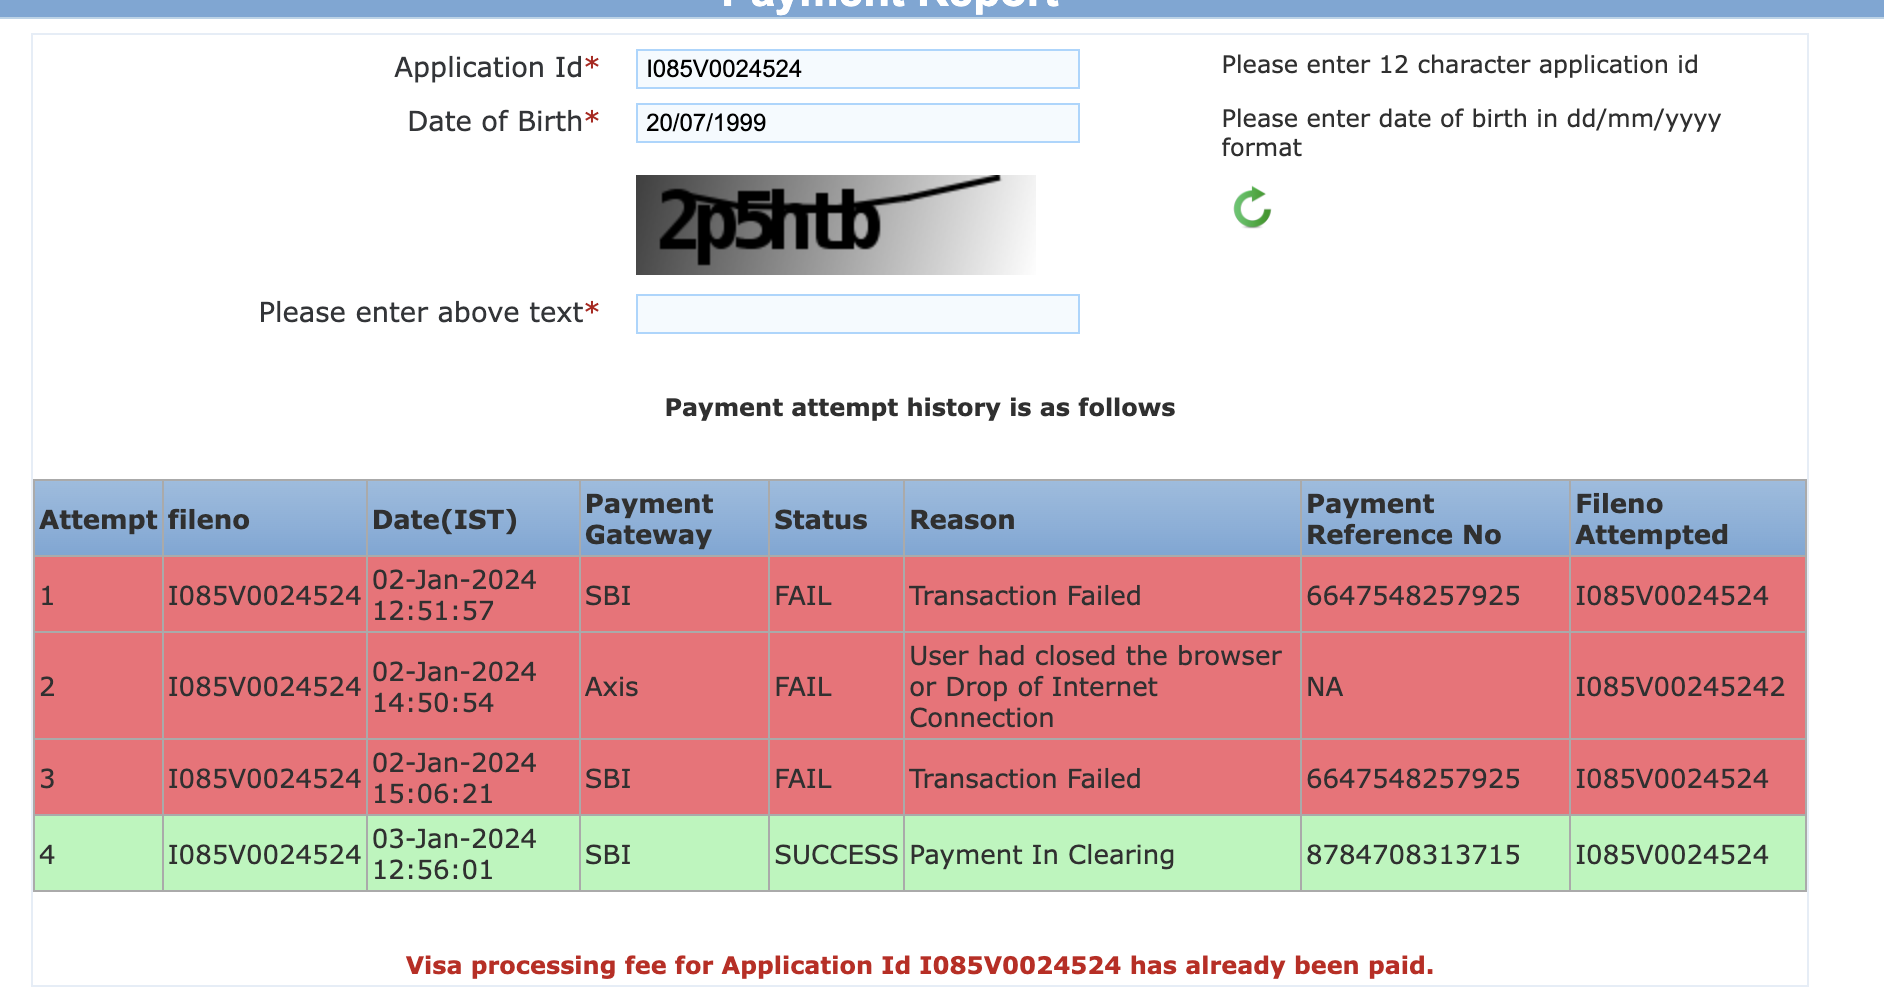 Payment Report
Application Id*
I085V0024524
Please enter 12 character application id
Date of Birth*
20/07/1999
Please enter date of birth in dd/mm/yyyy
format
2p5htb
Please enter above text*
Payment attempt history is as follows
Attempt fileno Date(IST) Payment Gateway Status Reason Payment Reference No Fileno Attempted
1 I085V0024524 02-Jan-2024 12:51:57 SBI FAIL Transaction Failed 6647548257925 I085V0024524
2 I085V0024524 02-Jan-2024 14:50:54 Axis FAIL User had closed the browser or Drop of Internet Connection NA I085V00245242
3 I085V0024524 02-Jan-2024 15:06:21 SBI FAIL Transaction Failed 6647548257925 I085V0024524
4 I085V0024524 03-Jan-2024 12:56:01 SBI SUCCESS Payment In Clearing 8784708313715 I085V0024524
Visa processing fee for Application Id I085V0024524 has already been paid.